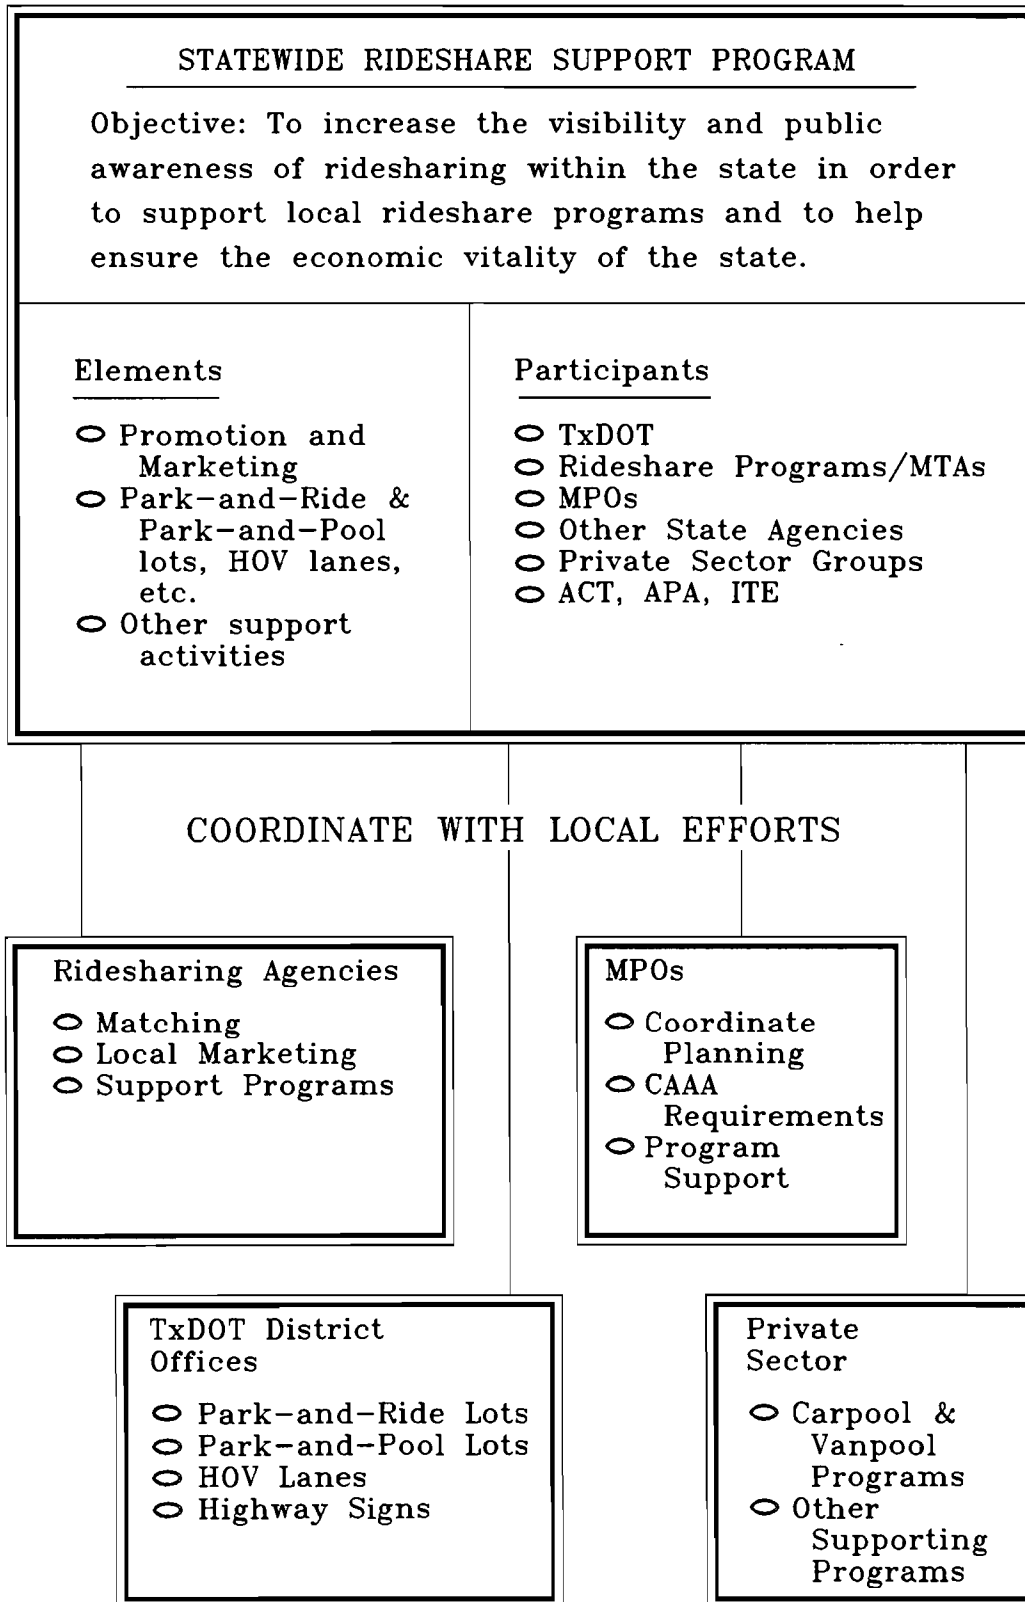 STATEWIDE RIDESHARE SUPPORT PROGRAM
Objective: To increase the visibility and public
awareness of ridesharing within the state in order
to support local rideshare programs and to help
ensure the economic vitality of the state.
Elements
Promotion and
Marketing
Park-and-Ride &
Park-and-Pool
lots, HOV lanes,
etc.
Other support
activities
Participants
TxDOT
Rideshare Programs/MTAs
MPOs
Other State Agencies
Private Sector Groups
ACT, APA, ITE
COORDINATE WITH LOCAL EFFORTS
Ridesharing Agencies
Matching
Local Marketing
Support Programs
MPOs
Coordinate
Planning
CAAA
Requirements
Program
Support
TxDOT District
Offices
Park-and-Ride Lots
Park-and-Pool Lots
HOV Lanes
Highway Signs
Private
Sector
Carpool &
Vanpool
Programs
Other
Supporting
Programs